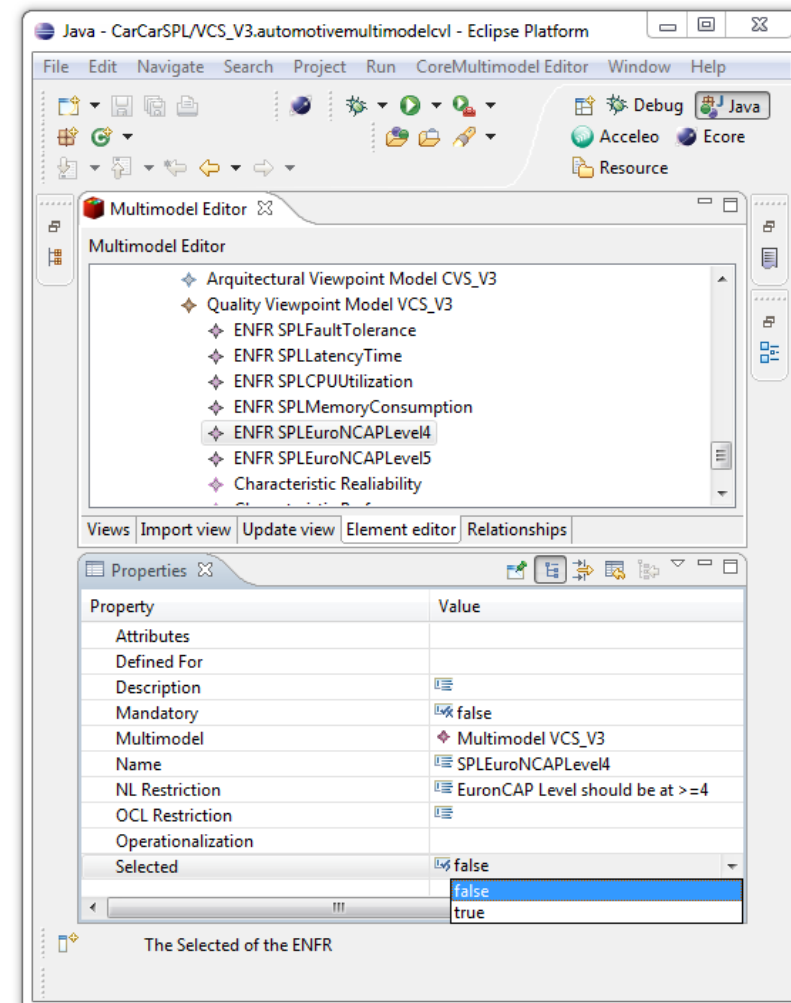 Java - CarCarSPL/VCS_V3.automotivemultimodelcvl - Eclipse Platform
File Edit Navigate Search Project Run CoreMultimodel Editor Window Help
Debug Java
Acceleo Ecore
Resource
Multimodel Editor
Multimodel Editor
Arquitectural Viewpoint Model CVS_V3
Quality Viewpoint Model VCS_V3
ENFR SPLFaultTolerance
ENFR SPLLatencyTime
ENFR SPLCPUUtilization
ENFR SPLMemoryConsumption
ENFR SPLEuroNCAPLevel4
ENFR SPLEuroNCAPLevel5
Characteristic Realiability
Views Import view Update view Element editor Relationships
Properties
Property Value
Attributes
Defined For
Description
Mandatory false
Multimodel Multimodel VCS_V3
Name SPLEuroNCAPLevel4
NL Restriction EuronCAP Level should be at >=4
OCL Restriction
Operationalization
Selected false
false
true
The Selected of the ENFR